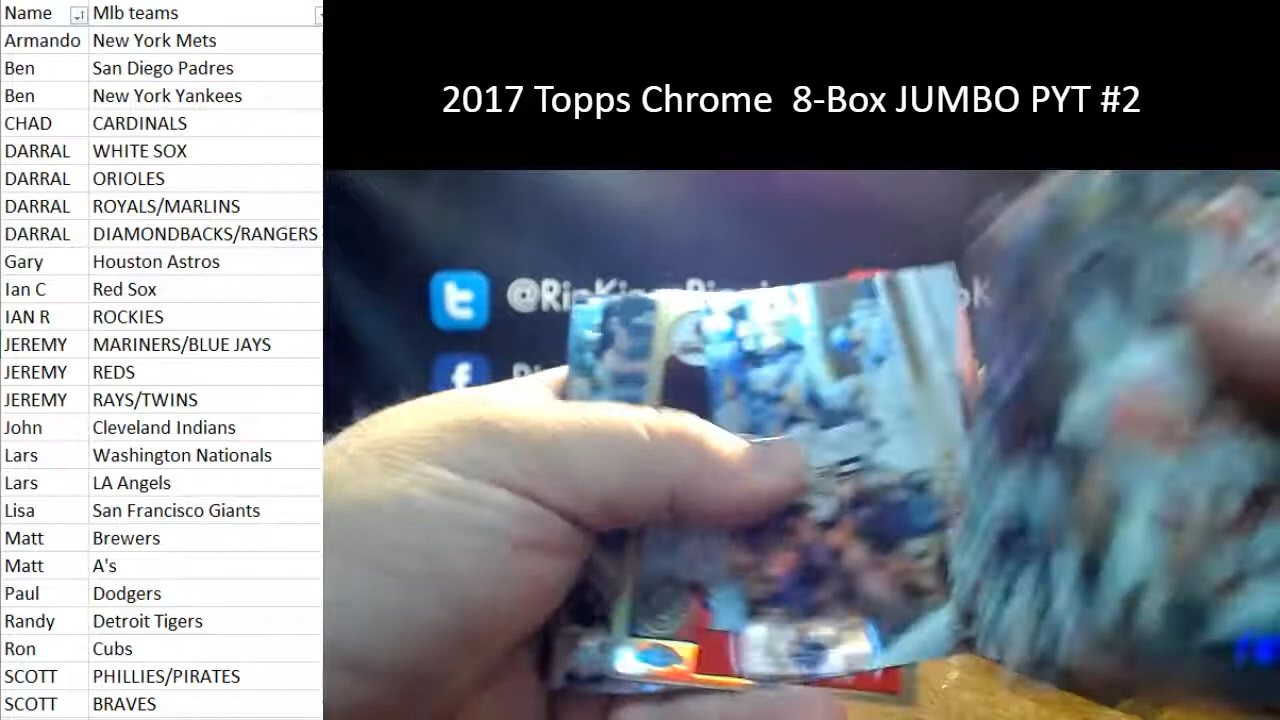 Name Mlb teams
Armando New York Mets
Ben San Diego Padres
Ben New York Yankees
CHAD CARDINALS
DARRAL WHITE SOX
DARRAL ORIOLES
DARRAL ROYALS/MARLINS
DARRAL DIAMONDBACKS/RANGERS
Gary Houston Astros
Ian C Red Sox
IAN R ROCKIES
JEREMY MARINERS/BLUE JAYS
JEREMY REDS
JEREMY RAYS/TWINS
John Cleveland Indians
Lars Washington Nationals
Lars LA Angels
Lisa San Francisco Giants
Matt Brewers
Matt A's
Paul Dodgers
Randy Detroit Tigers
Ron Cubs
SCOTT PHILLIES/PIRATES
SCOTT BRAVES
2017 Topps Chrome 8-Box JUMBO PYT #2